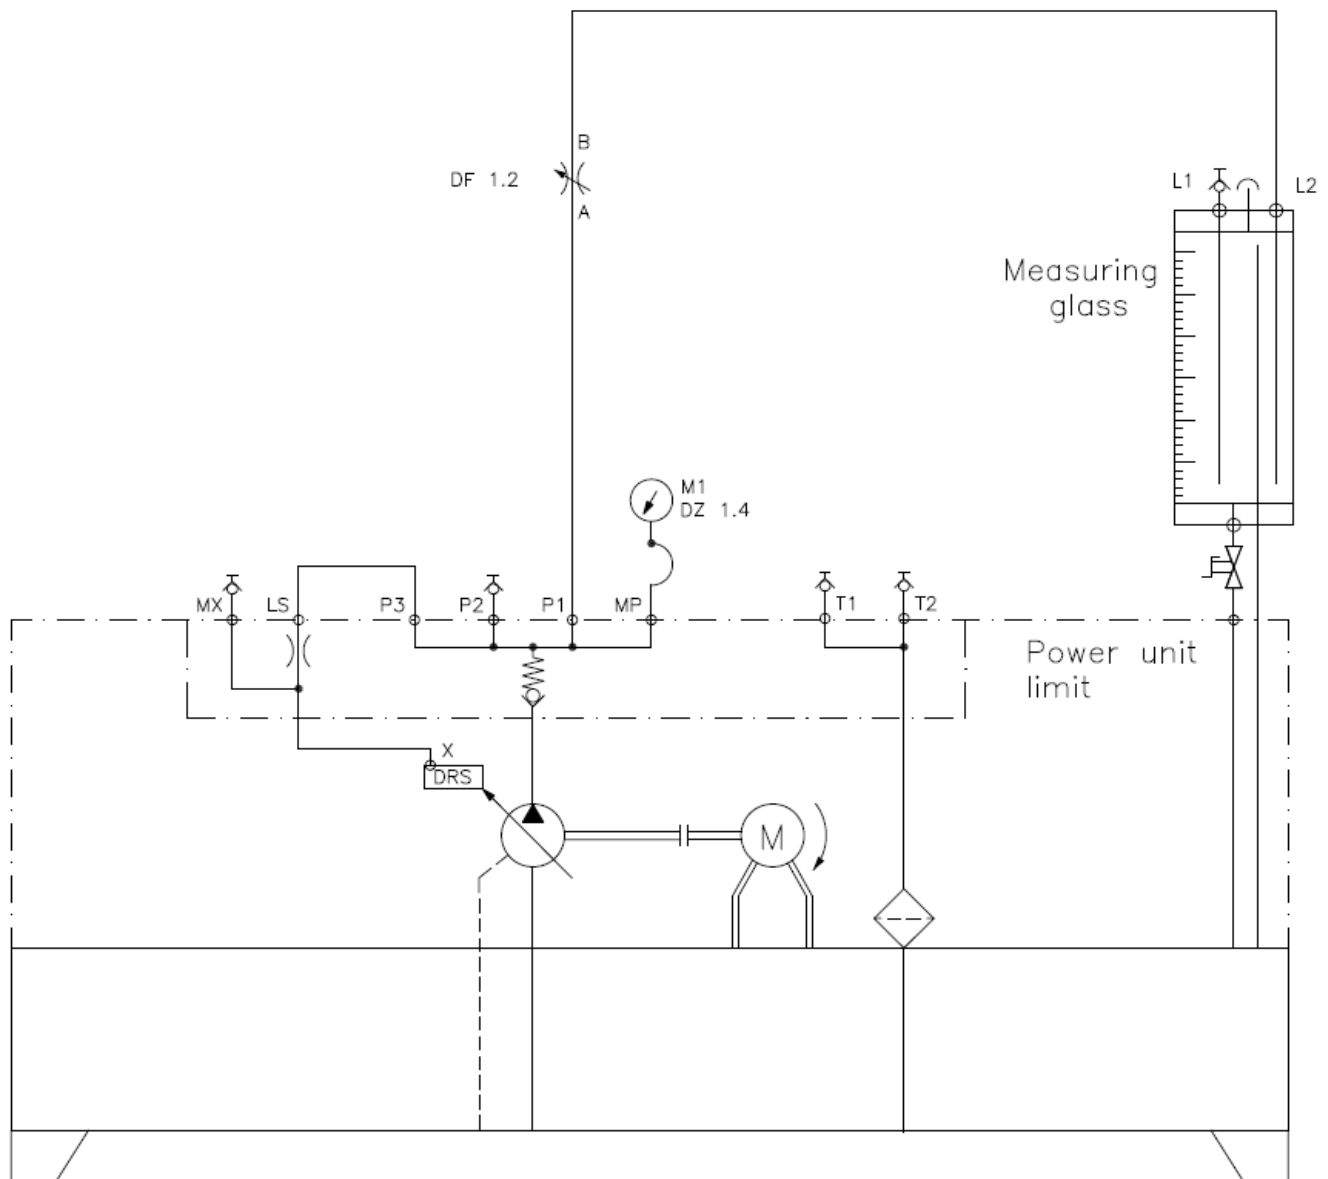 B
DF 1.2
A
L1
L2
Measuring
glass
M1
DZ 1.4
MX
LS
P3
P2
P1
MP
T1
T2
Power unit
limit
X
DRS
M